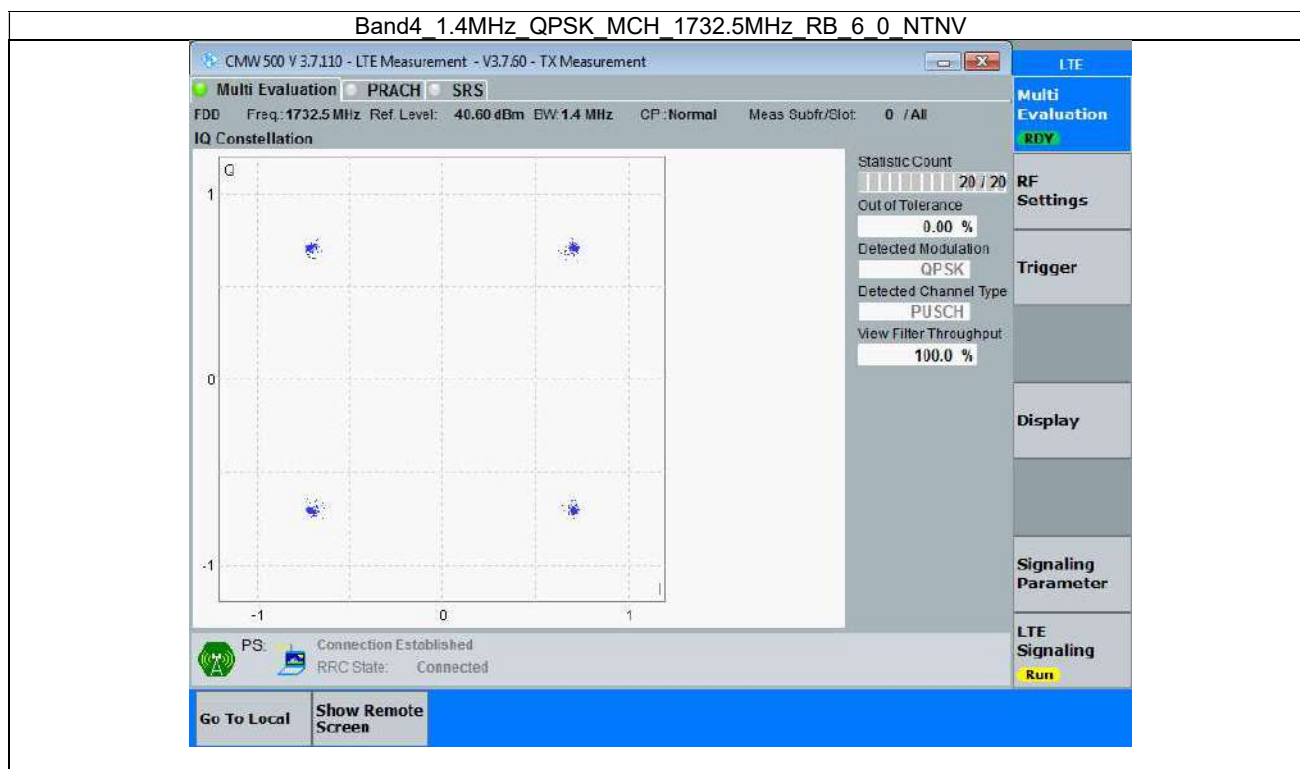 Band4_1.4MHz_QPSK_MCH_1732.5MHz_RB_6_0_NTNV
CMW 500 V 3.7.110 - LTE Measurement - V3.7.60 - TX Measurement
Multi Evaluation PRACH SRS
FDD Freq.: 1732.5 MHz Ref. Level: 40.60 dBm BW: 1.4 MHz CP : Normal Meas Subfr/Slot: 0 / All
IQ Constellation
Q
1
0
-1
-1 0 1
I
Statistic Count
20 / 20
Out of Tolerance
0.00 %
Detected Modulation
QPSK
Detected Channel Type
PUSCH
View Filter Throughput
100.0 %
LTE
Multi
Evaluation
RDY
RF
Settings
Trigger
Display
Signaling
Parameter
LTE
Signaling
Run
PS: Connection Established
RRC State: Connected
Go To Local
Show Remote
Screen